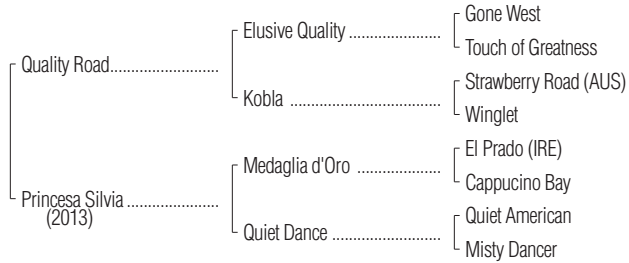 Gone West
Elusive Quality ...................
Touch of Greatness
Quality Road.......................
Strawberry Road (AUS)
Kobla ...............................
Winglet
El Prado (IRE)
Medaglia d'Oro .................
Cappucino Bay
Princesa Silvia ...................
(2013)
Quiet American
Quiet Dance ......................
Misty Dancer